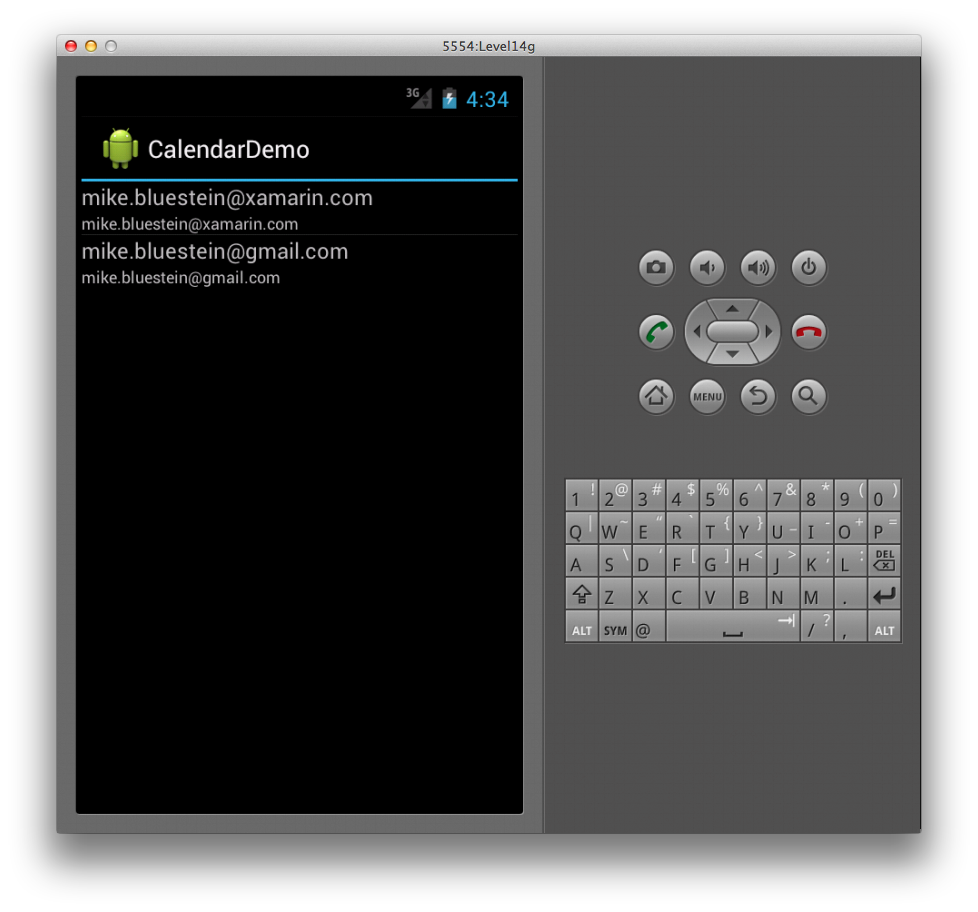 5554:Level14g
3G 4:34
CalendarDemo
mike.bluestein@xamarin.com
mike.bluestein@xamarin.com
mike.bluestein@gmail.com
mike.bluestein@gmail.com
MENU
1 ! 2 @ 3 # 4 $ 5 % 6 ^ 7 & 8 * 9 ( 0 )
Q | W ~ E “ R ` T { Y } U _ I - O + P =
A S \ D ‘ F [ G ] H < J > K ; L : DEL
Z X C V B N M .
ALT SYM @ / ? , ALT